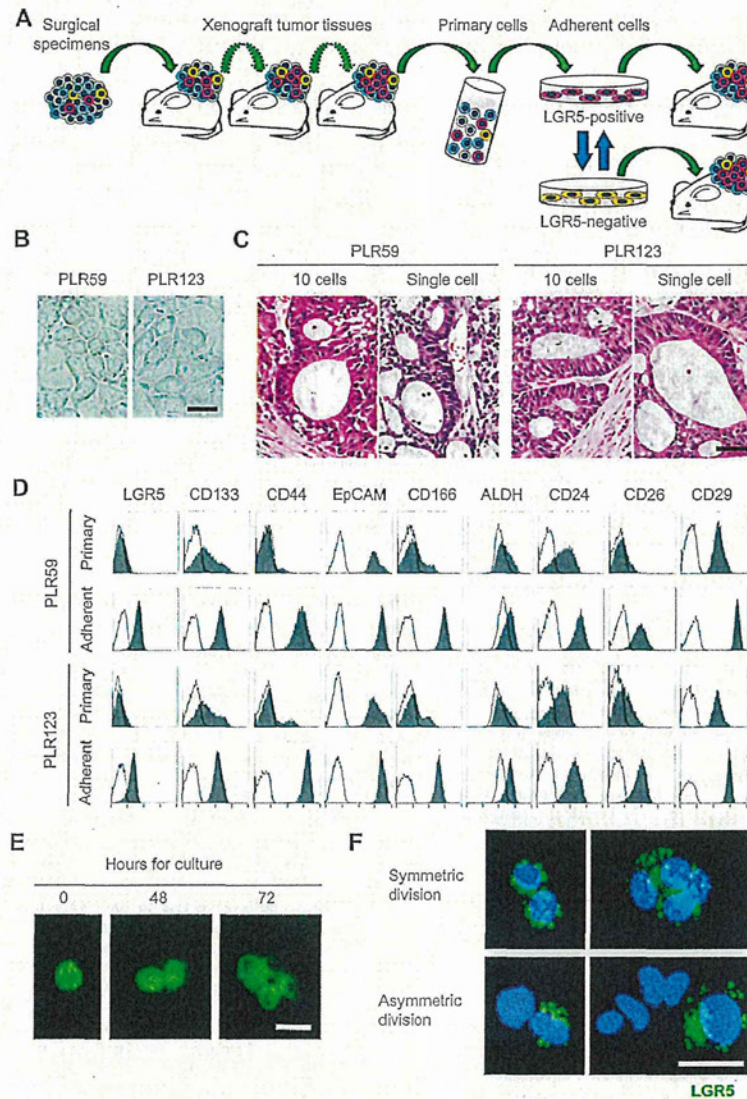 A
Surgical specimens
Xenograft tumor tissues
Primary cells
Adherent cells
LGR5-positive
LGR5-negative
B
PLR59 PLR123
C
PLR59 PLR123
10 cells Single cell 10 cells Single cell
D
LGR5 CD133 CD44 EpCAM CD166 ALDH CD24 CD26 CD29
PLR59
Primary
Adherent
PLR123
Primary
Adherent
E
Hours for culture
0 48 72
F
Symmetric
division
Asymmetric
division
LGR5